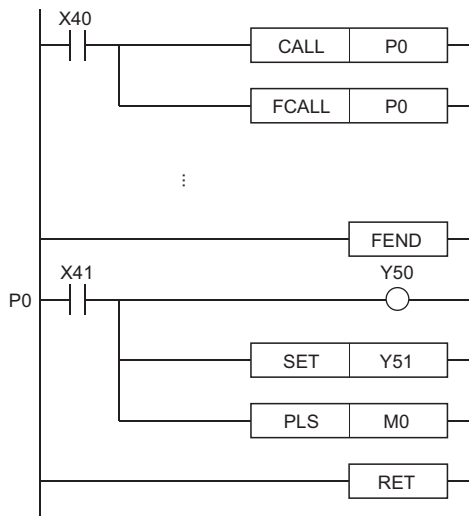 X40
CALL P0
FCALL P0
⋮
FEND
X41 Y50
P0
SET Y51
PLS M0
RET